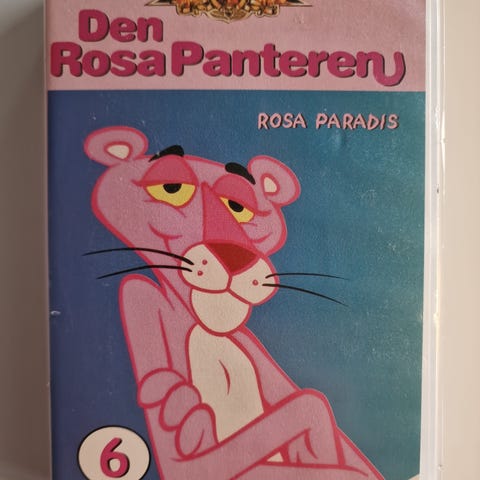 Den
Rosa Panteren
ROSA PARADIS
6